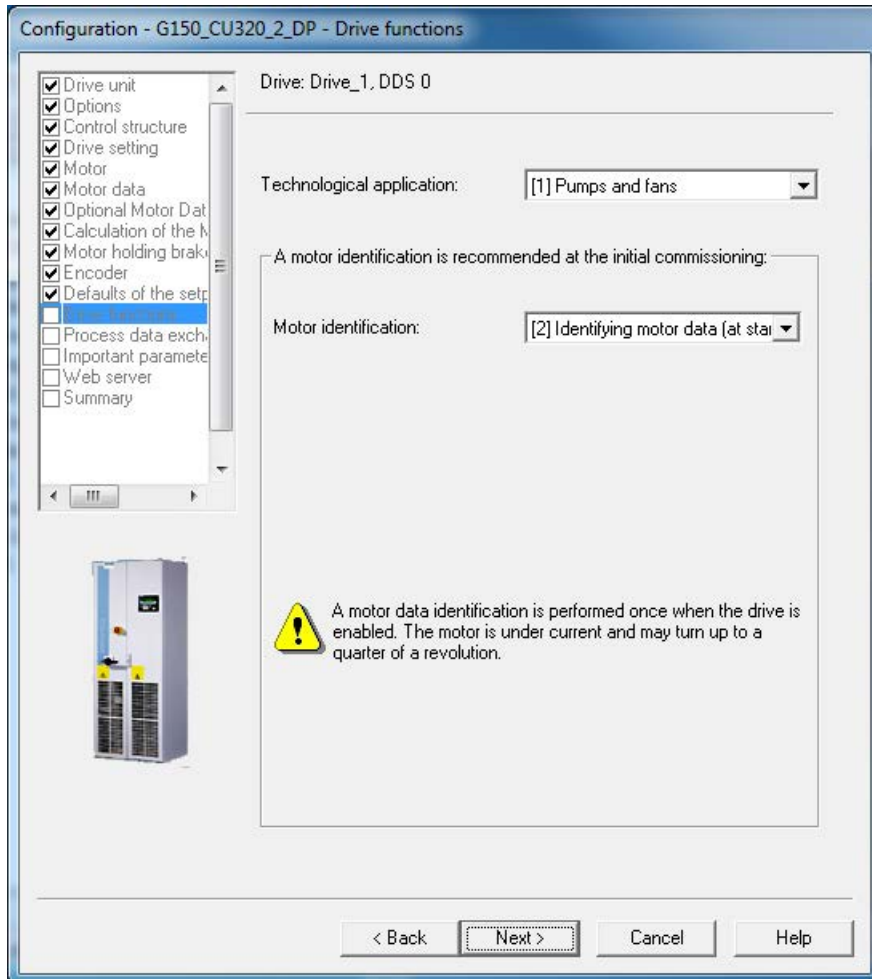 Configuration - G150_CU320_2_DP - Drive functions
Drive unit
Options
Control structure
Drive setting
Motor
Motor data
Optional Motor Dat
Calculation of the M
Motor holding brak
Encoder
Defaults of the setp
Drive functions
Process data exch
Important paramete
Web server
Summary
Drive: Drive_1, DDS 0
Technological application:
[1] Pumps and fans
A motor identification is recommended at the initial commissioning:
Motor identification:
[2] Identifying motor data (at star
A motor data identification is performed once when the drive is
enabled. The motor is under current and may turn up to a
quarter of a revolution.
< Back
Next >
Cancel
Help